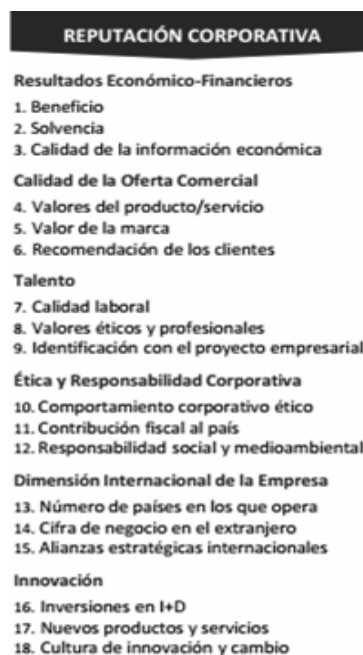 REPUTACIÓN CORPORATIVA
Resultados Económico-Financieros
1. Beneficio
2. Solvencia
3. Calidad de la información económica
Calidad de la Oferta Comercial
4. Valores del producto/servicio
5. Valor de la marca
6. Recomendación de los clientes
Talento
7. Calidad laboral
8. Valores éticos y profesionales
9. Identificación con el proyecto empresarial
Ética y Responsabilidad Corporativa
10. Comportamiento corporativo ético
11. Contribución fiscal al país
12. Responsabilidad social y medioambiental
Dimensión Internacional de la Empresa
13. Número de países en los que opera
14. Cifra de negocio en el extranjero
15. Alianzas estratégicas internacionales
Innovación
16. Inversiones en I+D
17. Nuevos productos y servicios
18. Cultura de innovación y cambio